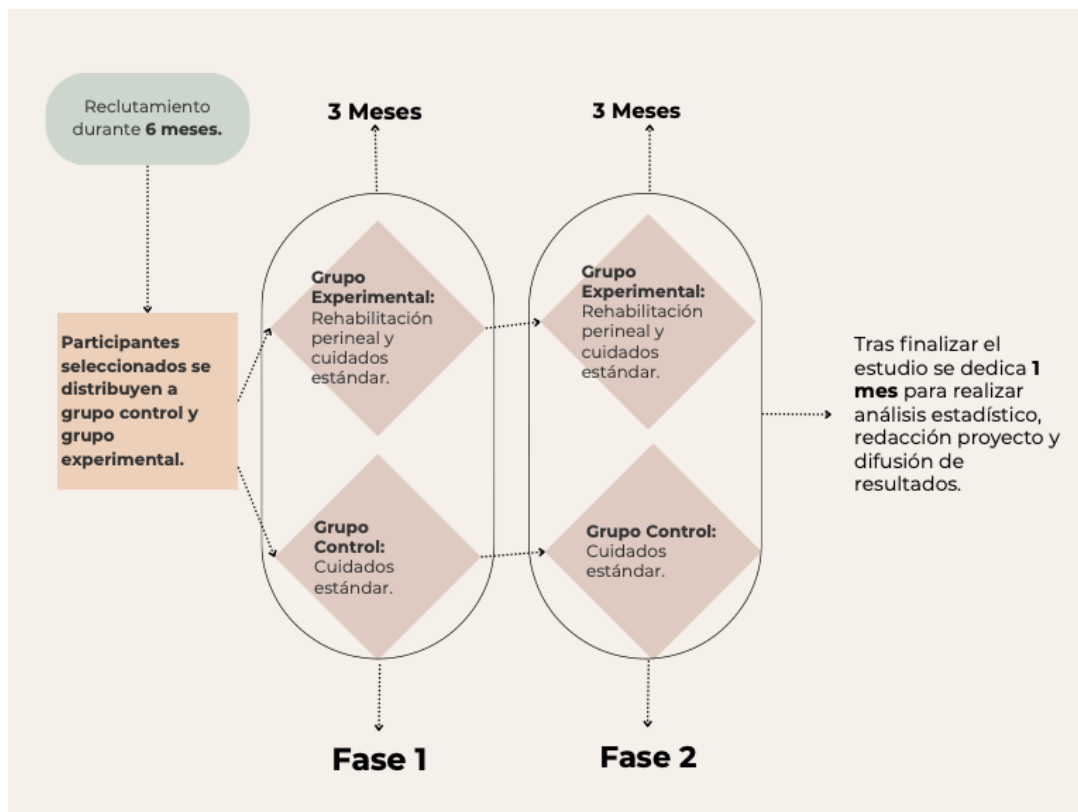 Reclutamiento
durante 6 meses.
Participantes
seleccionados se
distribuyen a
grupo control y
grupo
experimental.
3 Meses
Grupo
Experimental:
Rehabilitación
perineal y
cuidados
estándar.
Grupo
Control:
Cuidados
estándar.
Fase 1
3 Meses
Grupo
Experimental:
Rehabilitación
perineal y
cuidados
estándar.
Grupo Control:
Cuidados
estándar.
Fase 2
Tras finalizar el
estudio se dedica 1
mes para realizar
análisis estadístico,
redacción proyecto y
difusión de
resultados.